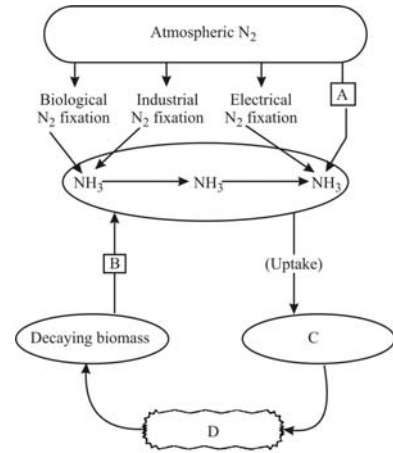 Atmospheric N2
A
Biological
N2 fixation
Industrial
N2 fixation
Electrical
N2 fixation
NH3
NH3
NH3
B
(Uptake)
Decaying biomass
C
D